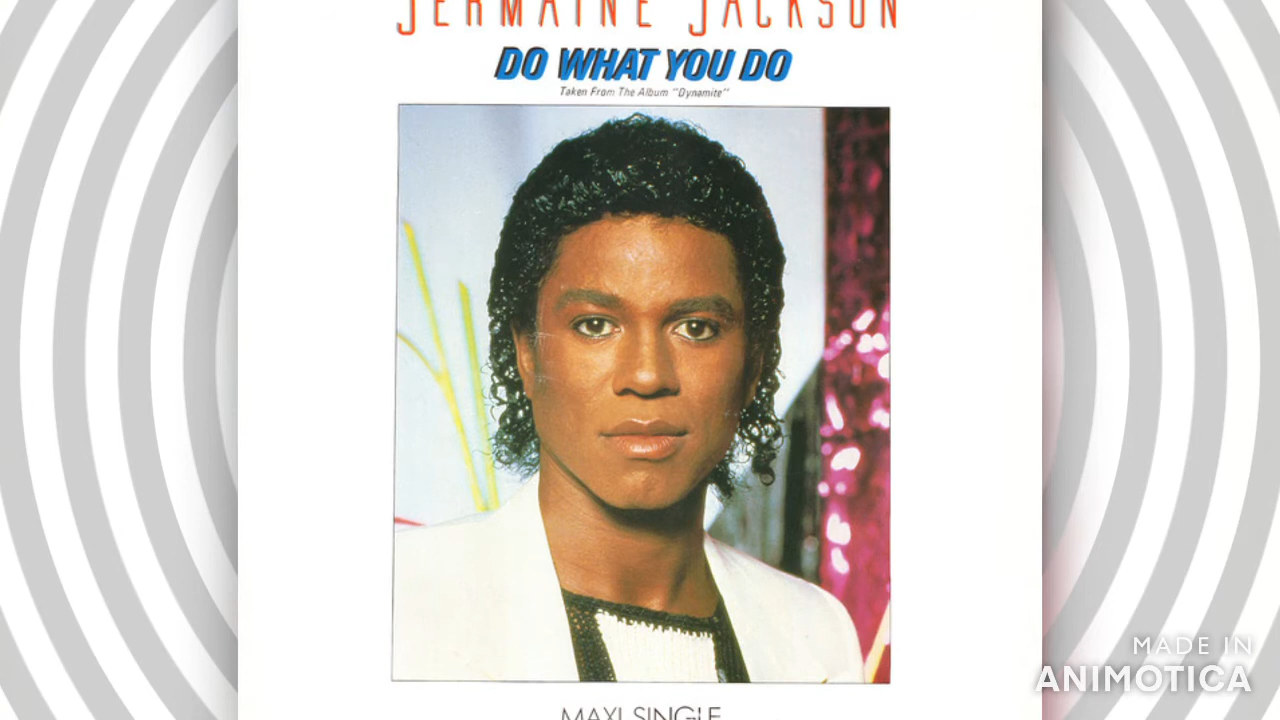 JERMAINE JACKSON
DO WHAT YOU DO
Taken From The Album "Dynamite"
MAXI SINGLE
MADE IN
ANIMOTICA